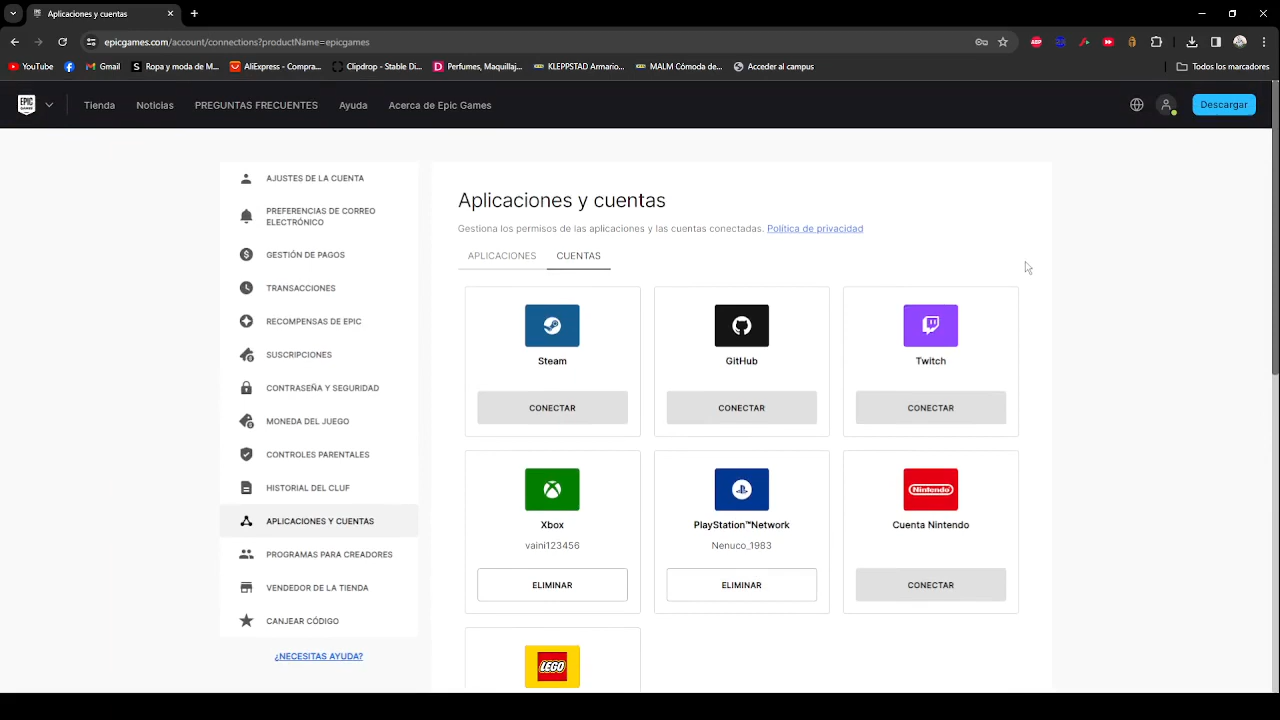 Aplicaciones y cuentas
epicgames.com/account/connections?productName=epicgames
YouTube
Gmail
Ropa y moda de M...
AliExpress - Compra...
Clipdrop - Stable Di...
Perfumes, Maquillaj...
KLEPPSTAD Armario...
MALM Cómoda de...
Acceder al campus
Todos los marcadores
EPIC GAMES
Tienda
Noticias
PREGUNTAS FRECUENTES
Ayuda
Acerca de Epic Games
Descargar
AJUSTES DE LA CUENTA
PREFERENCIAS DE CORREO
ELECTRÓNICO
GESTIÓN DE PAGOS
TRANSACCIONES
RECOMPENSAS DE EPIC
SUSCRIPCIONES
CONTRASEÑA Y SEGURIDAD
MONEDA DEL JUEGO
CONTROLES PARENTALES
HISTORIAL DEL CLUF
APLICACIONES Y CUENTAS
PROGRAMAS PARA CREADORES
VENDEDOR DE LA TIENDA
CANJEAR CÓDIGO
¿NECESITAS AYUDA?
Aplicaciones y cuentas
Gestiona los permisos de las aplicaciones y las cuentas conectadas. Política de privacidad
APLICACIONES
CUENTAS
Steam
CONECTAR
GitHub
CONECTAR
Twitch
CONECTAR
Xbox
vaini123456
ELIMINAR
PlayStation™Network
Nenuco_1983
ELIMINAR
Nintendo
Cuenta Nintendo
CONECTAR
LEGO